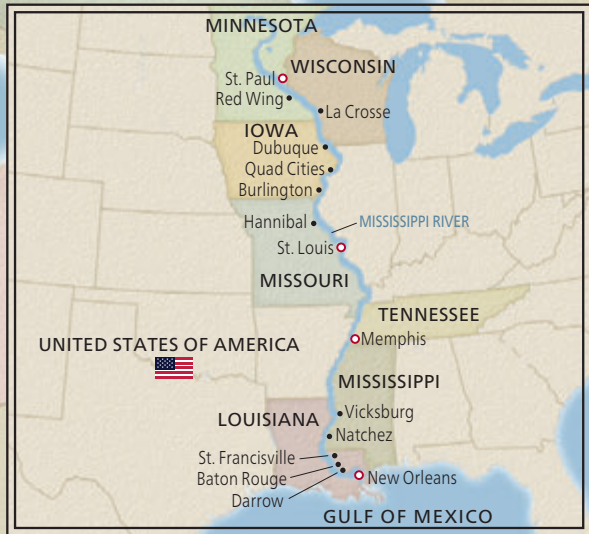 MINNESOTA
WISCONSIN
St. Paul
Red Wing
La Crosse
IOWA
Dubuque
Quad Cities
Burlington
Hannibal
MISSISSIPPI RIVER
St. Louis
MISSOURI
TENNESSEE
Memphis
UNITED STATES OF AMERICA
MISSISSIPPI
LOUISIANA
Vicksburg
Natchez
St. Francisville
Baton Rouge
New Orleans
Darrow
GULF OF MEXICO